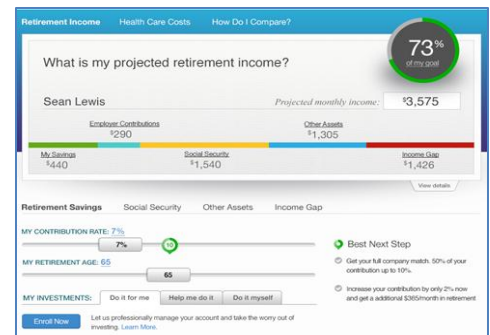 Retirement Income Health Care Costs How Do I Compare?
73%
of my goal
What is my projected retirement income?
Sean Lewis Projected monthly income: $3,575
Employer Contributions Other Assets
$290 $1,305
My Savings Social Security Income Gap
$440 $1,540 $1,426
View details
Retirement Savings Social Security Other Assets Income Gap
MY CONTRIBUTION RATE: 7%
7% 10
MY RETIREMENT AGE: 65
65
MY INVESTMENTS: Do it for me Help me do it Do it myself
Enroll Now Let us professionally manage your account and take the worry out of
investing. Learn More.
Best Next Step
Get your full company match. 50% of your
contribution up to 10%.
Increase your contribution by only 2% now
and get a additional $365/month in retirement